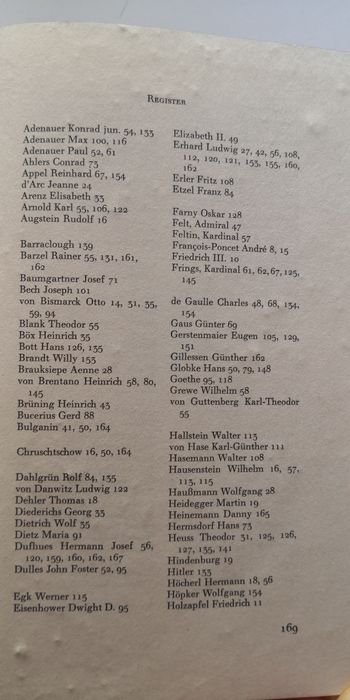 REGISTER
Adenauer Konrad jun. 54, 133
Adenauer Max 100, 116
Adenauer Paul 52, 61
Ahlers Conrad 73
Appel Reinhard 67, 154
d'Arc Jeanne 24
Arenz Elisabeth 33
Arnold Karl 55, 106, 122
Augstein Rudolf 16
Barraclough 139
Barzel Rainer 55, 131, 161,
162
Baumgartner Josef 71
Bech Joseph 101
von Bismarck Otto 14, 31, 35,
59, 94
Blank Theodor 55
Böx Heinrich 35
Bott Hans 126, 135
Brandt Willy 153
Brauksiepe Aenne 28
von Brentano Heinrich 58, 80,
145
Brüning Heinrich 43
Bucerius Gerd 88
Bulganin 41, 50, 164
Chruschtschow 16, 50, 164
Dahlgrün Rolf 84, 135
von Danwitz Ludwig 122
Dehler Thomas 18
Diederichs Georg 33
Dietrich Wolf 35
Dietz Maria 91
Dufhues Hermann Josef 56,
120, 159, 160, 162, 167
Dulles John Foster 52, 95
Egk Werner 115
Eisenhower Dwight D. 95
Elizabeth II. 49
Erhard Ludwig 27, 42, 56, 108,
112, 120, 121, 153, 155, 160,
162
Erler Fritz 108
Etzel Franz 84
Farny Oskar 128
Felt, Admiral 47
Feltin, Kardinal 57
François-Poncet André 8, 15
Friedrich III. 10
Frings, Kardinal 61, 62, 67, 125,
145
de Gaulle Charles 48, 68, 134,
154
Gaus Günter 69
Gerstenmaier Eugen 105, 129,
151
Gillessen Günther 162
Globke Hans 50, 79, 148
Goethe 95, 118
Grewe Wilhelm 58
von Guttenberg Karl-Theodor
55
Hallstein Walter 113
von Hase Karl-Günther 111
Hasemann Walter 108
Hausenstein Wilhelm 16, 57,
113, 115
Haußmann Wolfgang 28
Heidegger Martin 19
Heinemann Danny 165
Hermsdorf Hans 73
Heuss Theodor 31, 125, 126,
127, 135, 141
Hindenburg 19
Hitler 153
Höcherl Hermann 18, 56
Höpker Wolfgang 154
Holzapfel Friedrich 11
169